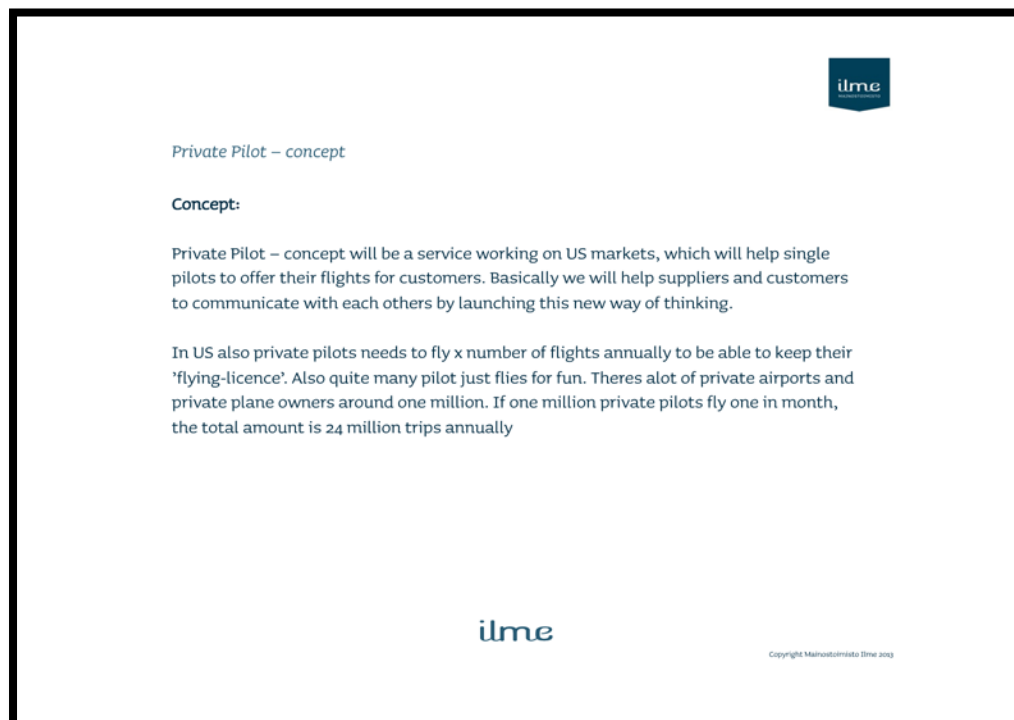 ilme
MAINOSTOIMISTO
Private Pilot – concept
Concept:
Private Pilot – concept will be a service working on US markets, which will help single
pilots to offer their flights for customers. Basically we will help suppliers and customers
to communicate with each others by launching this new way of thinking.
In US also private pilots needs to fly x number of flights annually to be able to keep their
’flying-licence’. Also quite many pilot just flies for fun. Theres alot of private airports and
private plane owners around one million. If one million private pilots fly one in month,
the total amount is 24 million trips annually
ilme
Copyright Mainostoimisto Ilme 2013